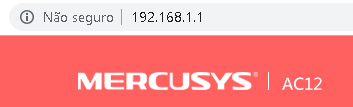 Não seguro | 192.168.1.1
MERCUSYS | AC12